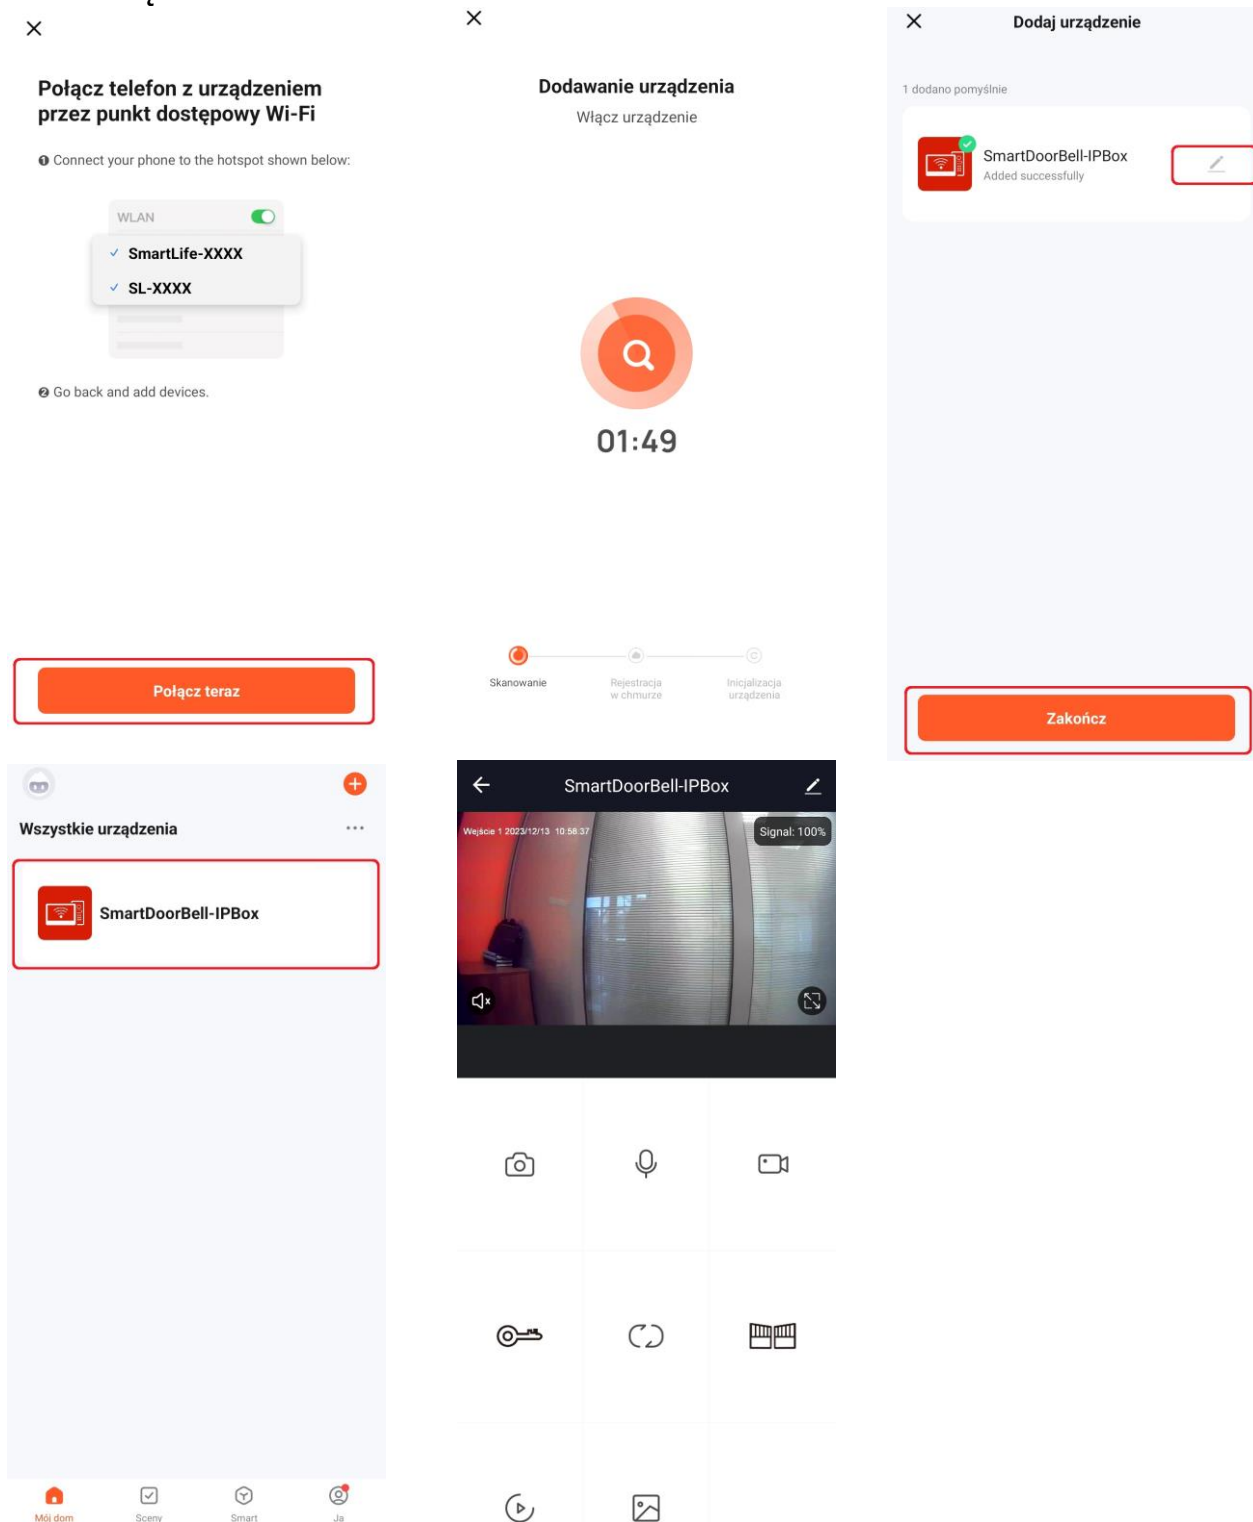 Połącz telefon z urządzeniem
przez punkt dostępowy Wi-Fi
❶ Connect your phone to the hotspot shown below:
WLAN
SmartLife-XXXX
SL-XXXX
❷ Go back and add devices.
Połącz teraz
Dodawanie urządzenia
Włącz urządzenie
01:49
Skanowanie
Rejestracja
w chmurze
Inicjalizacja
urządzenia
Dodaj urządzenie
1 dodano pomyślnie
SmartDoorBell-IPBox
Added successfully
Zakończ
Wszystkie urządzenia
SmartDoorBell-IPBox
Mój dom
Sceny
Smart
Ja
SmartDoorBell-IPBox
Wejście 1 2023/12/13 10:56:37
Signal: 100%